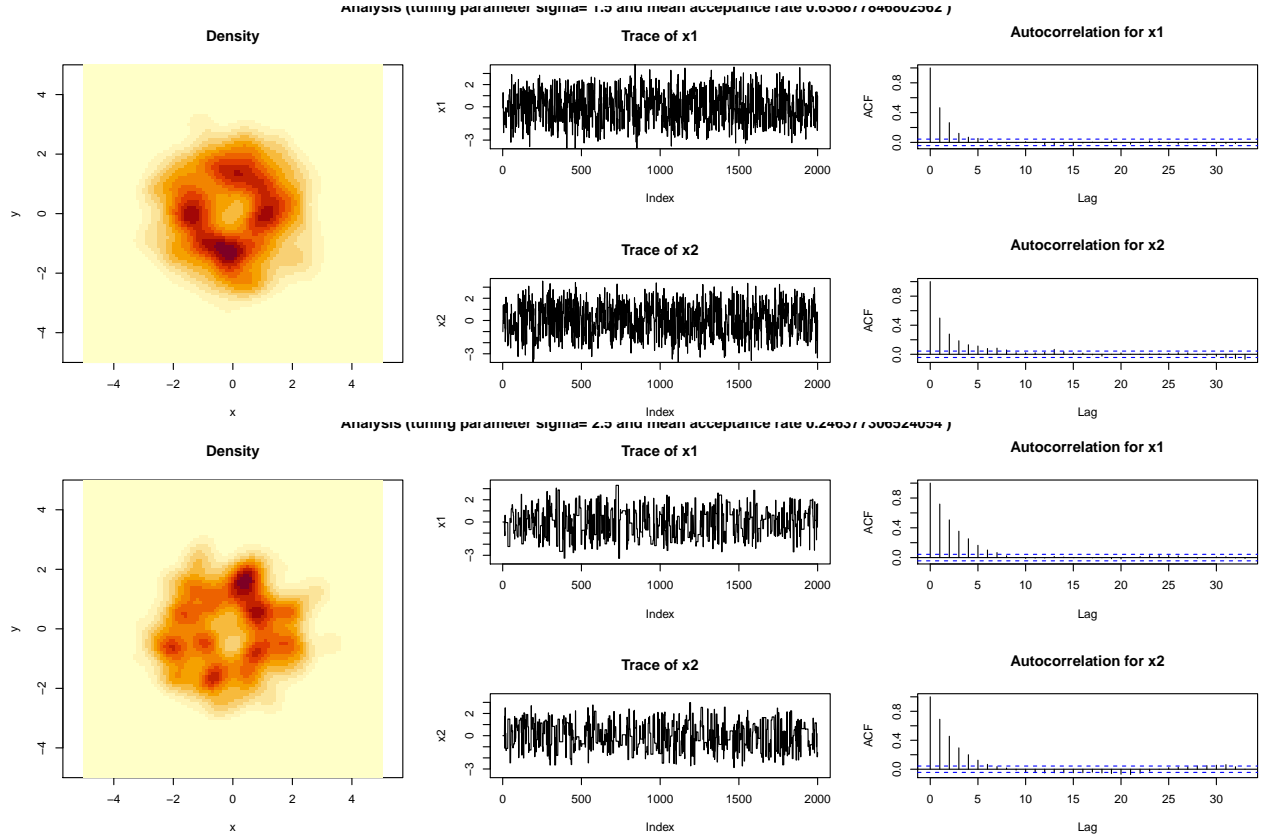 Analysis (tuning parameter sigma= 1.5 and mean acceptance rate 0.636877846802562 )
Density
y
4
2
0
−2
−4
−4 −2 0 2 4
x
Trace of x1
x1
2
0
−3
0 500 1000 1500 2000
Index
Autocorrelation for x1
ACF
0.8
0.4
0.0
0 5 10 15 20 25 30
Lag
Trace of x2
x2
2
0
−3
0 500 1000 1500 2000
Index
Autocorrelation for x2
ACF
0.8
0.4
0.0
0 5 10 15 20 25 30
Lag
Analysis (tuning parameter sigma= 2.5 and mean acceptance rate 0.246377306524054 )
Density
y
4
2
0
−2
−4
−4 −2 0 2 4
x
Trace of x1
x1
2
0
−3
0 500 1000 1500 2000
Index
Autocorrelation for x1
ACF
0.8
0.4
0.0
0 5 10 15 20 25 30
Lag
Trace of x2
x2
2
0
−3
0 500 1000 1500 2000
Index
Autocorrelation for x2
ACF
0.8
0.4
0.0
0 5 10 15 20 25 30
Lag